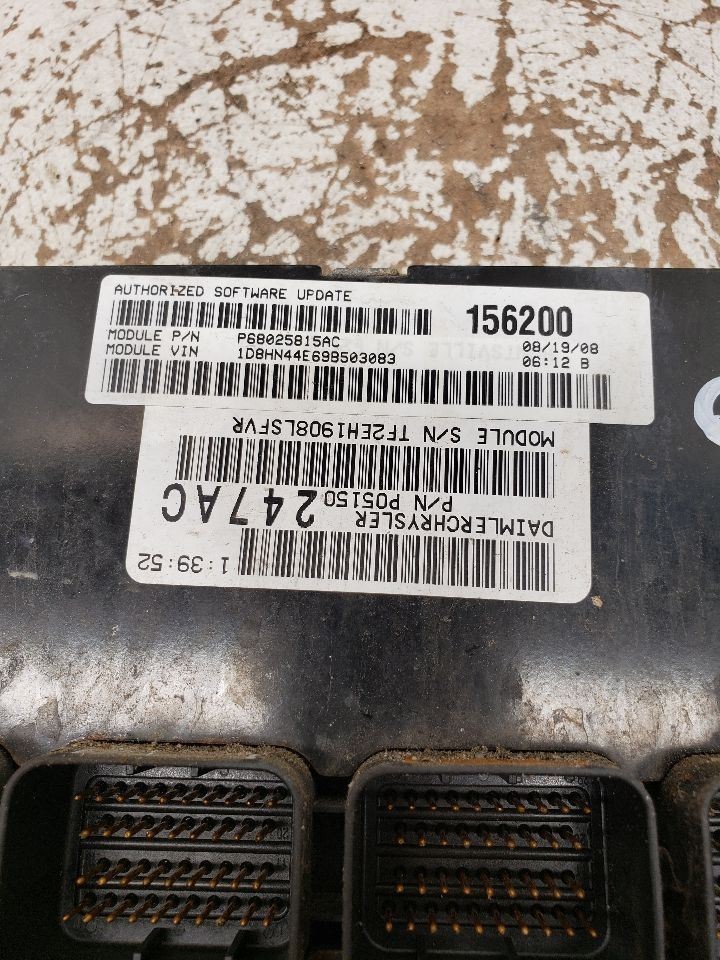 AUTHORIZED SOFTWARE UPDATE
156200
MODULE P/N P68025815AC 08/19/08
MODULE VIN 1D8HN44E69B503083 06:12 B
MODULE S/N TF2EH1908LSFVR
P/N P05150 247AC
DAIMLERCHRYSLER
1:39:52